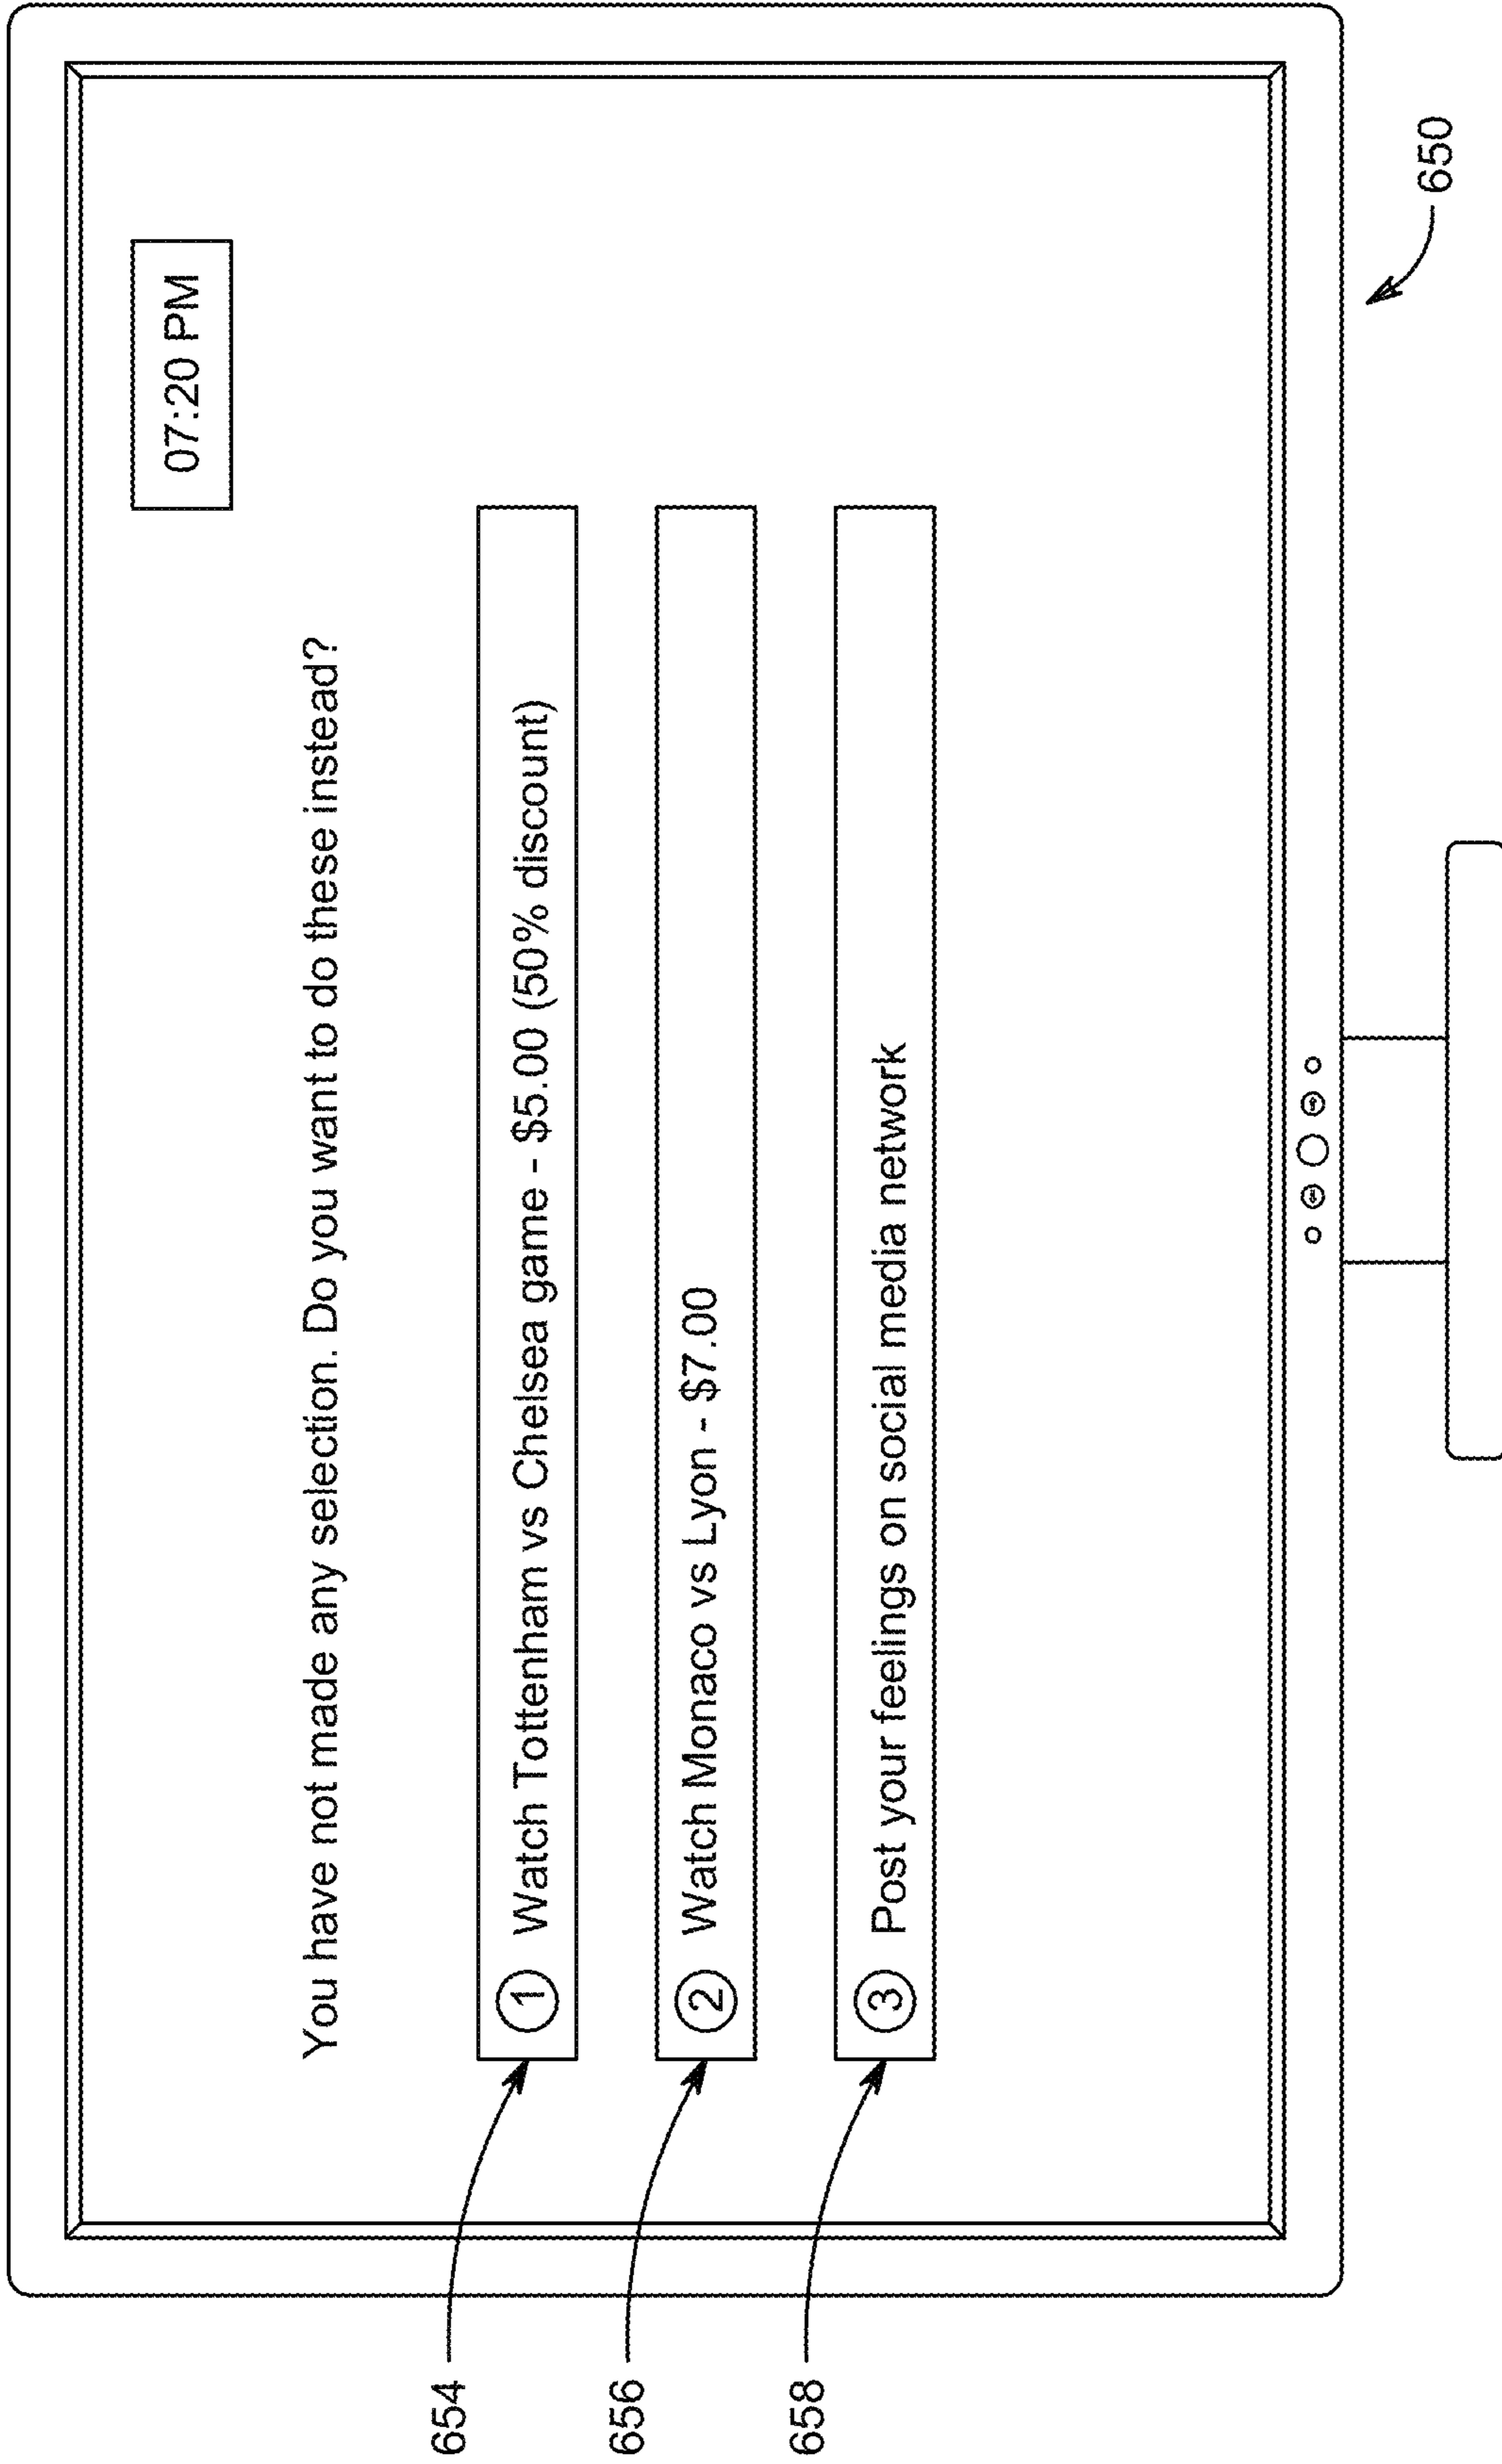 07:20 PM
You have not made any selection. Do you want to do these instead?
654
1 Watch Tottenham vs Chelsea game - $5.00 (50% discount)
656
2 Watch Monaco vs Lyon - $7.00
658
3 Post your feelings on social media network
650